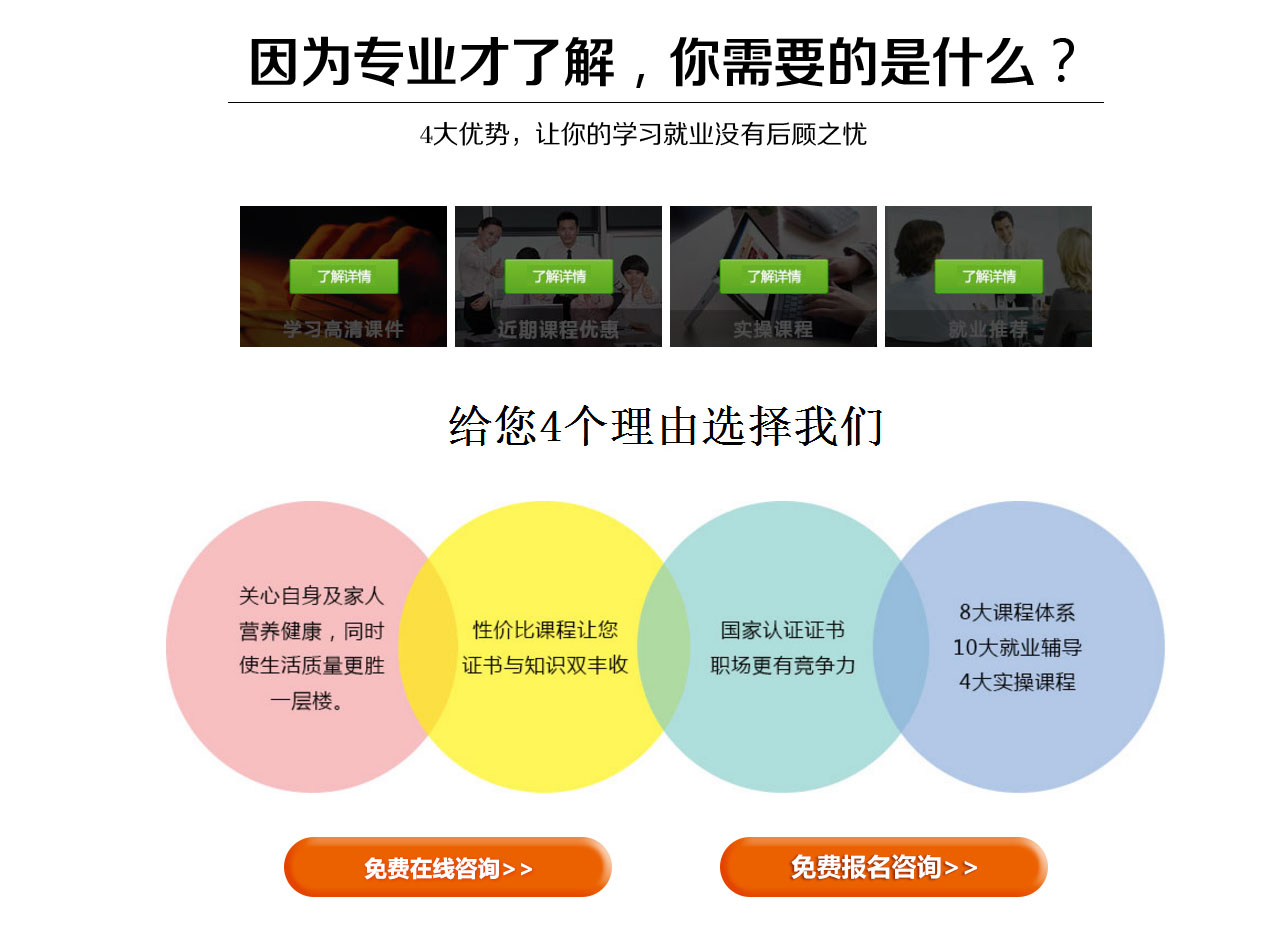 因为专业才了解，你需要的是什么？
4大优势，让你的学习就业没有后顾之忧
了解详情
学习高清课件
了解详情
近期课程优惠
了解详情
实操课程
了解详情
就业推荐
给您4个理由选择我们
关心自身及家人
营养健康，同时
使生活质量更胜
一层楼。
性价比课程让您
证书与知识双丰收
国家认证证书
职场更有竞争力
8大课程体系
10大就业辅导
4大实操课程
免费在线咨询>>
免费报名咨询>>